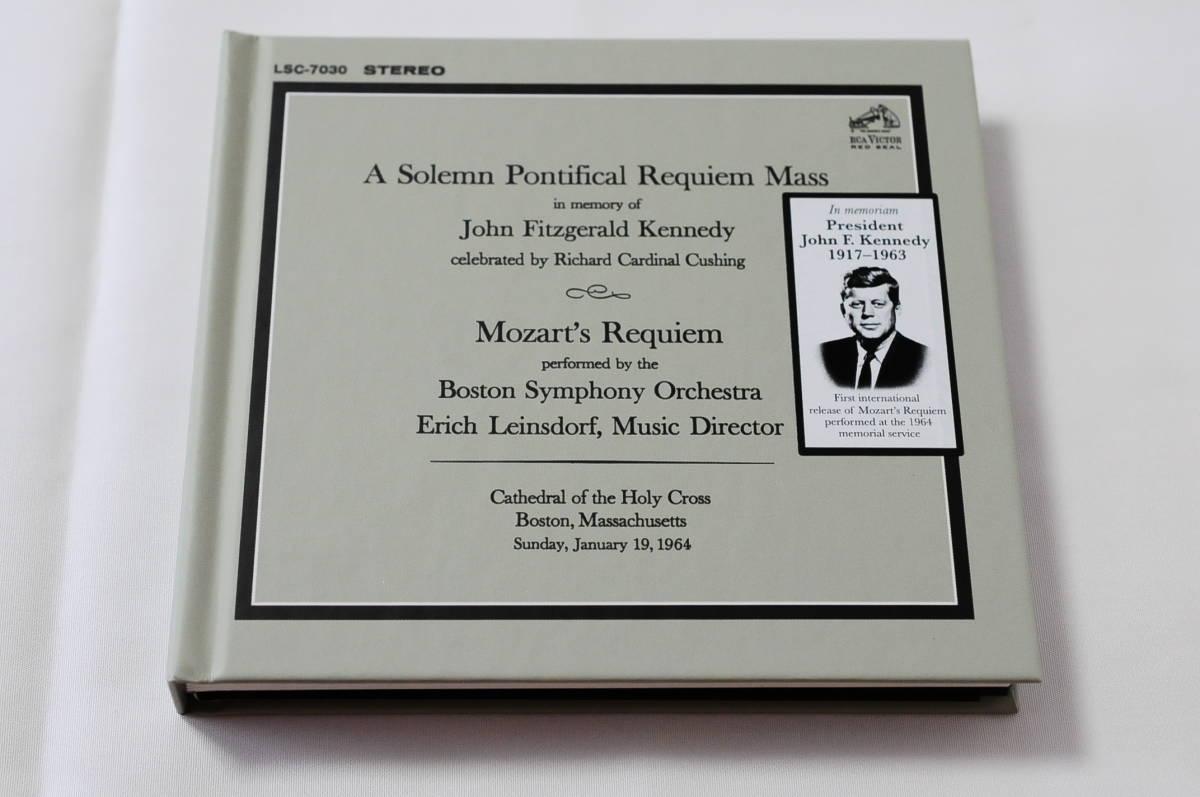 LSC-7030 STEREO
RCA VICTOR
RED SEAL
A Solemn Pontifical Requiem Mass
in memory of
John Fitzgerald Kennedy
celebrated by Richard Cardinal Cushing
Mozart's Requiem
performed by the
Boston Symphony Orchestra
Erich Leinsdorf, Music Director
Cathedral of the Holy Cross
Boston, Massachusetts
Sunday, January 19, 1964
In memoriam
President
John F. Kennedy
1917–1963
First international
release of Mozart's Requiem
performed at the 1964
memorial service